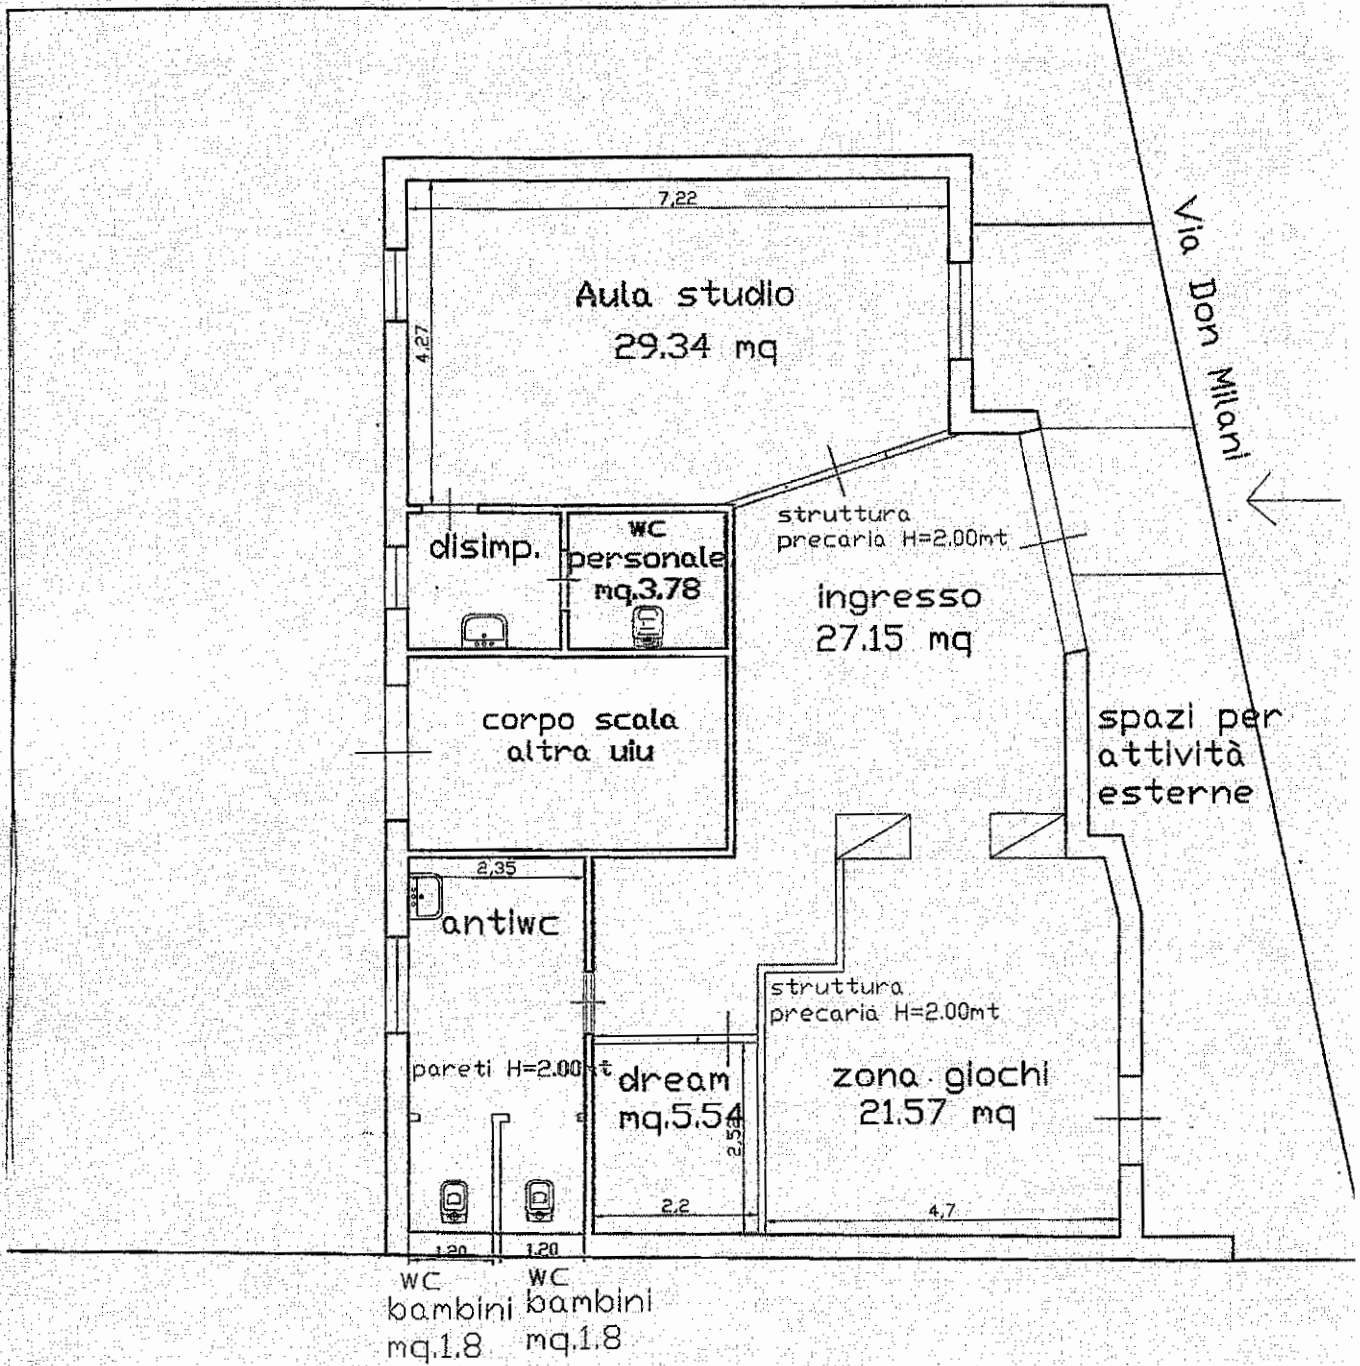 7,22
Via Don Milani
Aula studio
29.34 mq
4.27
struttura
precaria H=2.00mt
disimp.
wc
personale
mq.3.78
ingresso
27.15 mq
corpo scala
altra uiu
spazi per
attività
esterne
2,35
antiwc
struttura
precaria H=2.00mt
pareti H=2.00
dream
mq.5.54
zona giochi
21.57 mq
2,2
4,7
1.20
1.20
WC
bambini
mq.1.8
WC
bambini
mq.1.8